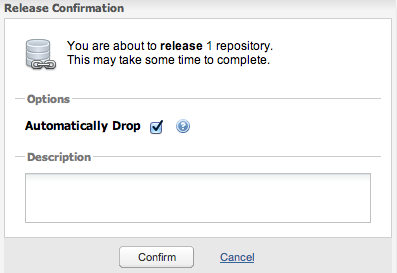 Release Confirmation
You are about to release 1 repository.
This may take some time to complete.
Options
Automatically Drop
?
Description
Confirm Cancel